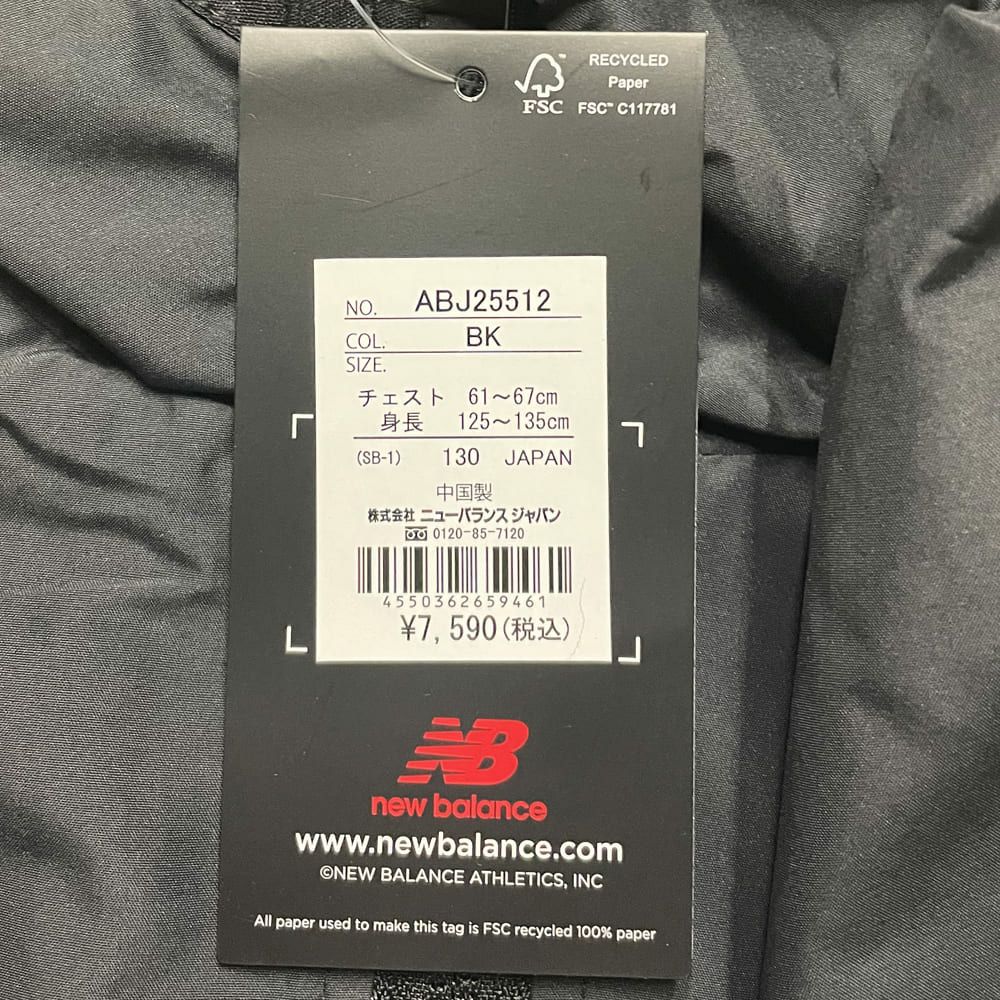 RECYCLED
Paper
FSC
FSC™ C117781
NO. ABJ25512
COL. BK
SIZE.
チェスト 61～67cm
身長 125～135cm
(SB-1) 130 JAPAN
中国製
株式会社 ニューバランス ジャパン
0120-85-7120
4550362659461
¥7,590(税込)
NB
new balance
www.newbalance.com
©NEW BALANCE ATHLETICS, INC
All paper used to make this tag is FSC recycled 100% paper